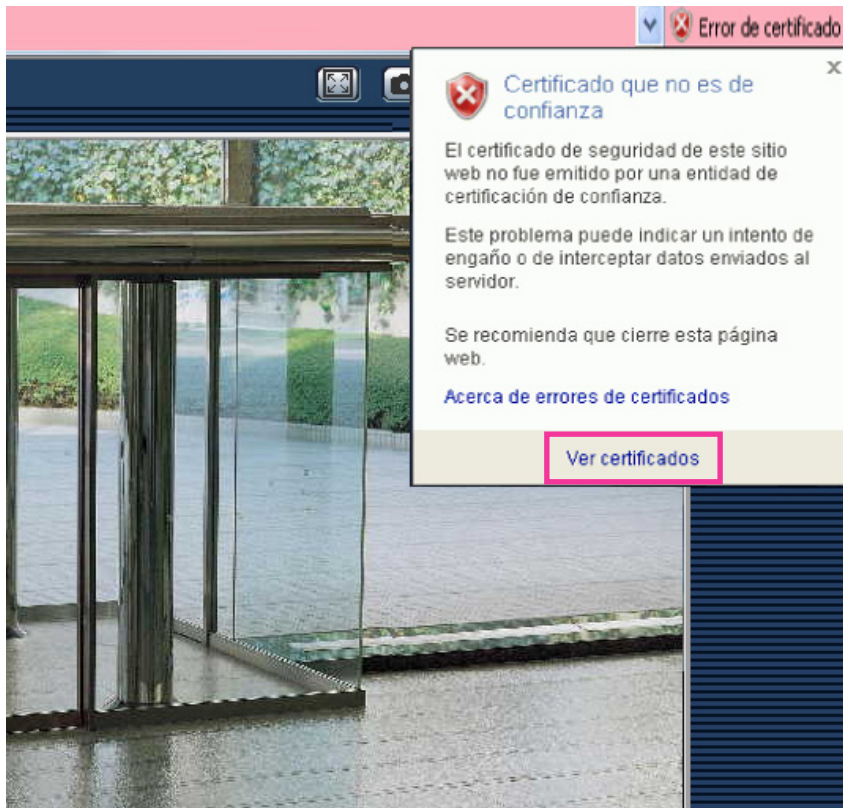 Error de certificado
Certificado que no es de
confianza
El certificado de seguridad de este sitio
web no fue emitido por una entidad de
certificación de confianza.
Este problema puede indicar un intento de
engaño o de interceptar datos enviados al
servidor.
Se recomienda que cierre esta página
web.
Acerca de errores de certificados
Ver certificados